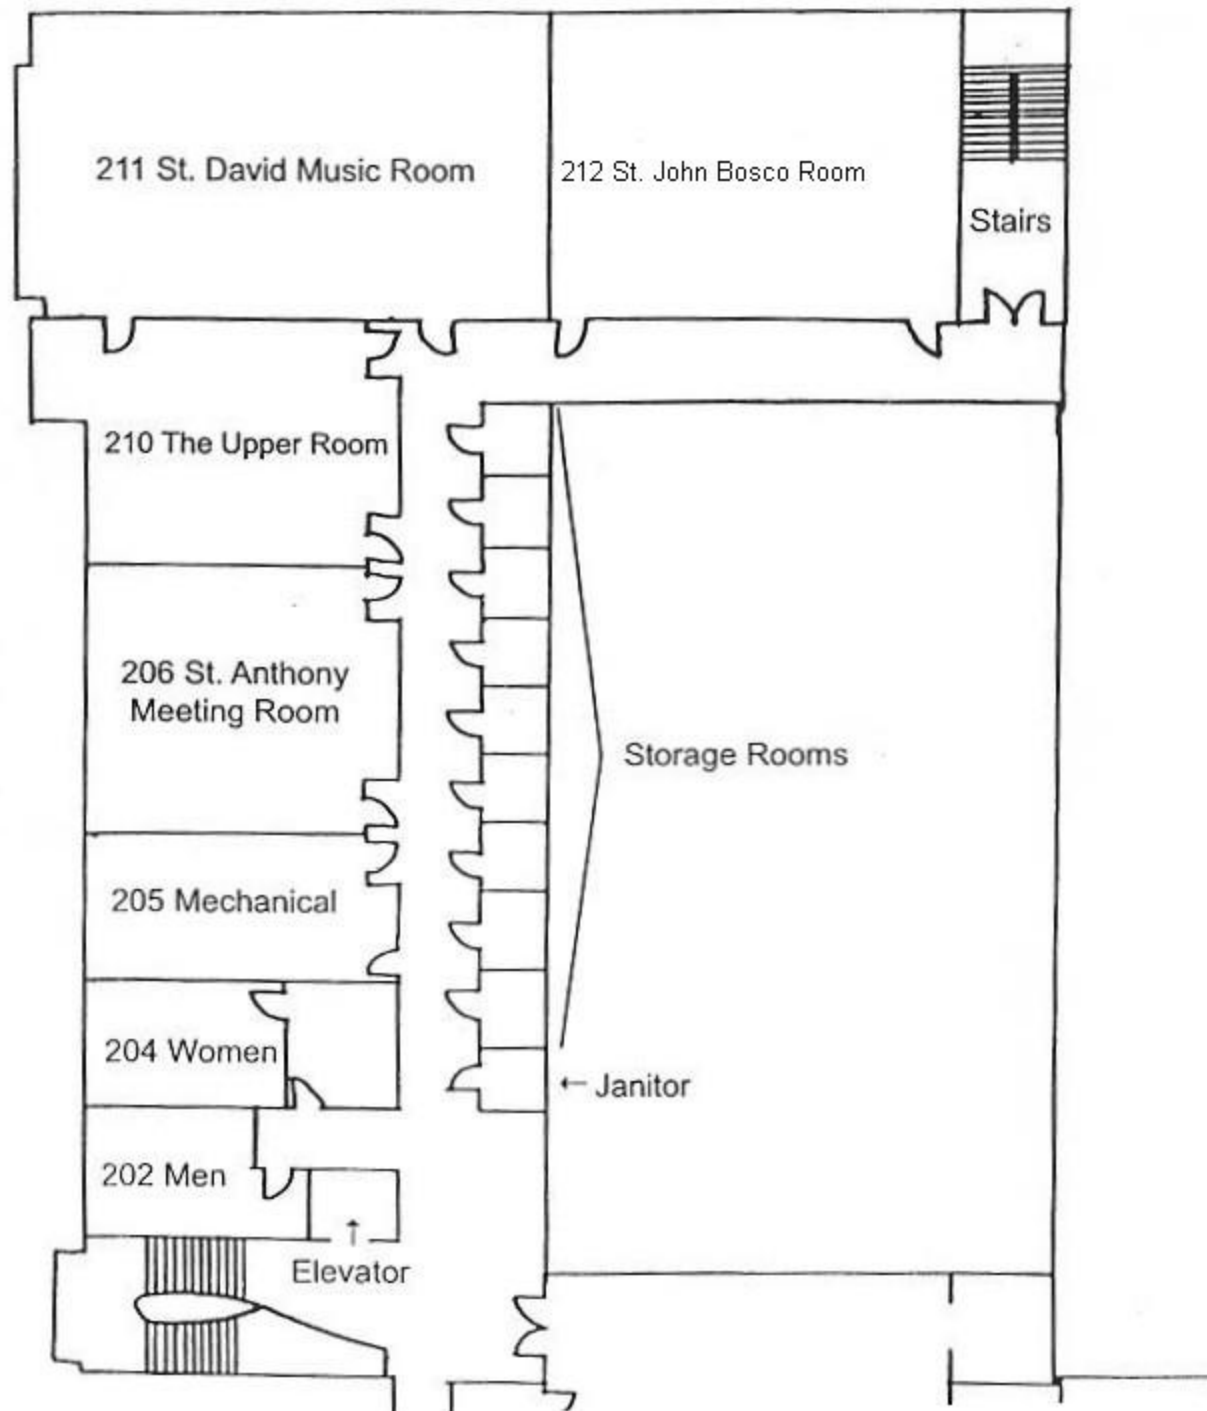 211 St. David Music Room
212 St. John Bosco Room
Stairs
210 The Upper Room
206 St. Anthony
Meeting Room
Storage Rooms
205 Mechanical
204 Women
← Janitor
202 Men
↑
Elevator